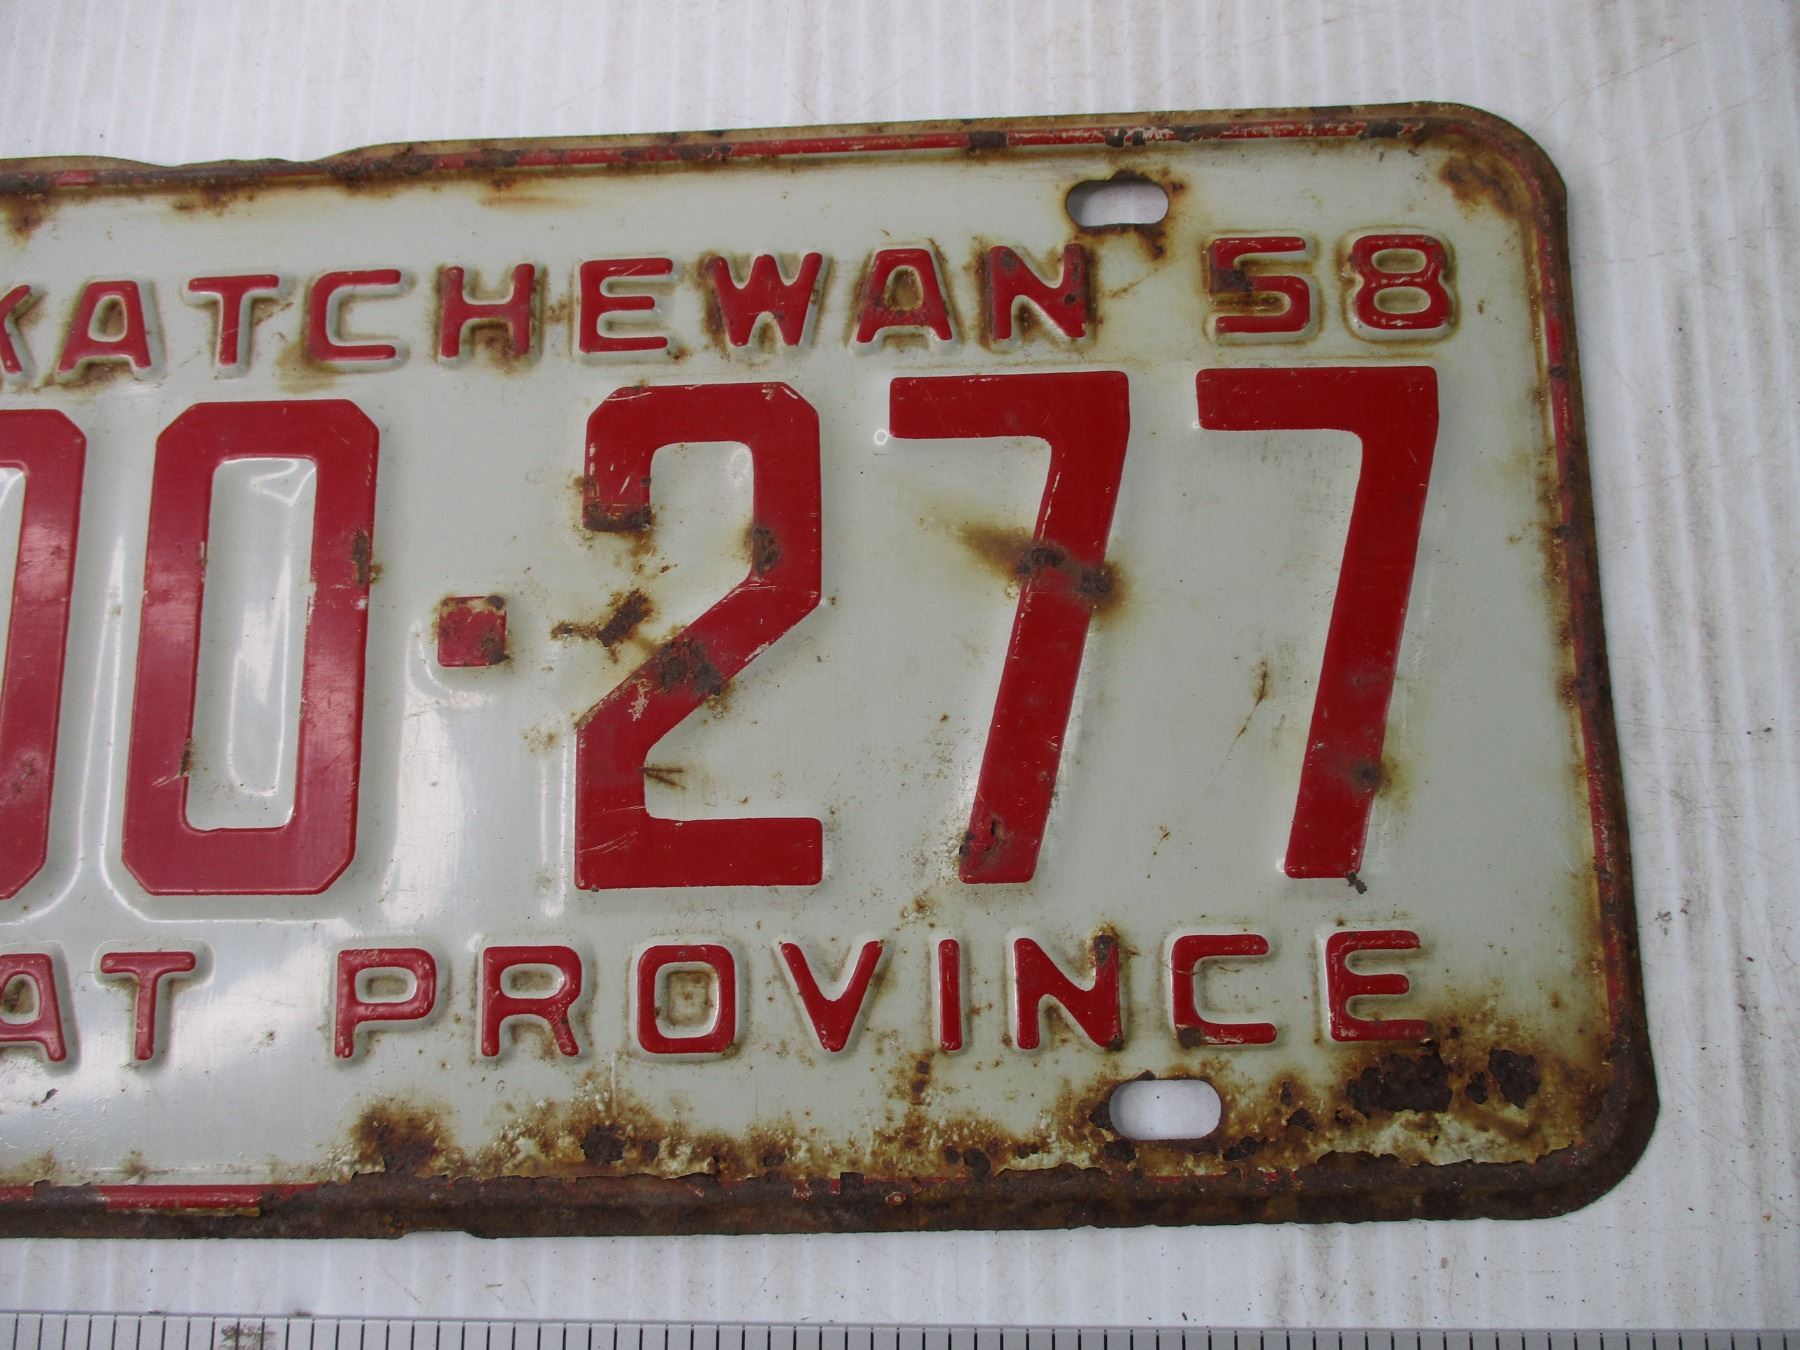 KATCHEWAN 58
00·277
AT PROVINCE